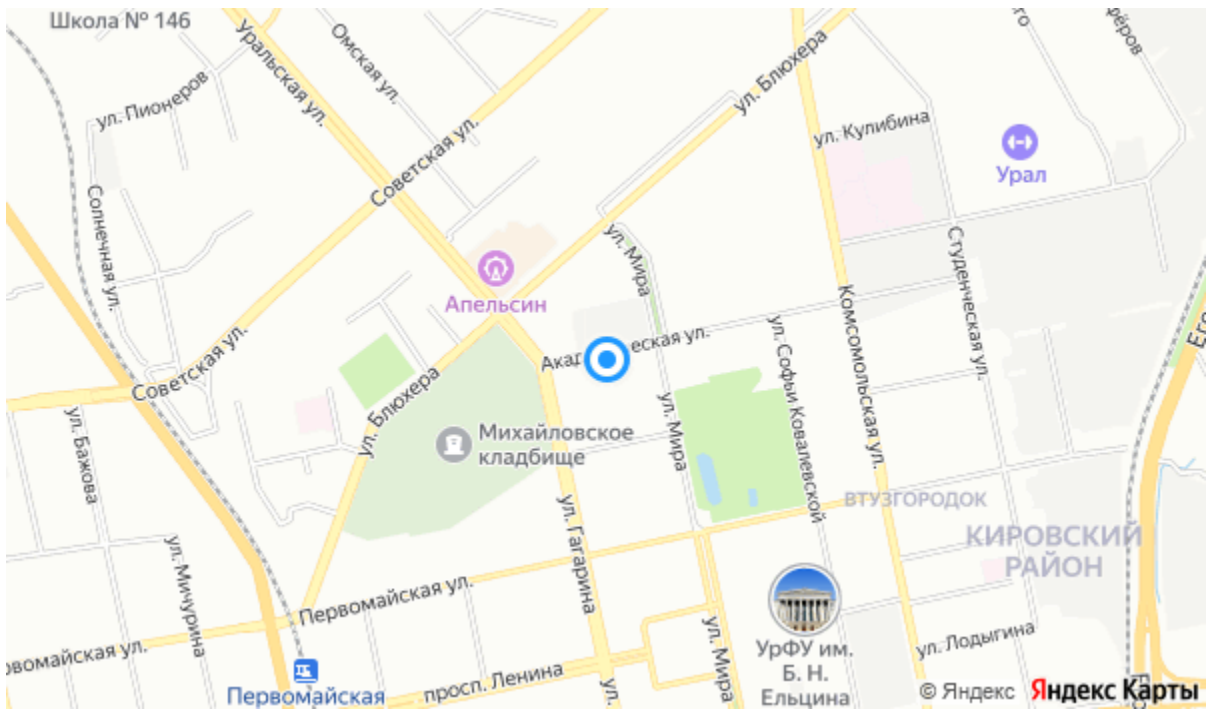 Школа № 146
Уральская ул.
Омская ул.
ул. Пионеров
Советская ул.
ул. Блюхера
ул. Кулибина
Урал
Солнечная ул.
ул. Мира
Студенческая ул.
Апельсин
Комсомольская ул.
ул. Софьи Ковалевской
Советская ул.
ул. Блюхера
ул. Мира
ул. Бажова
Михайловское
кладбище
ВТУЗГОРОДОК
КИРОВСКИЙ
РАЙОН
ул. Гагарина
ул. Мичурина
Первомайская ул.
ул. Мира
ул. Лодыгина
УрФУ им.
Б. Н.
Ельцина
просп. Ленина
ул.
Первомайская
© Яндекс Яндекс Карты